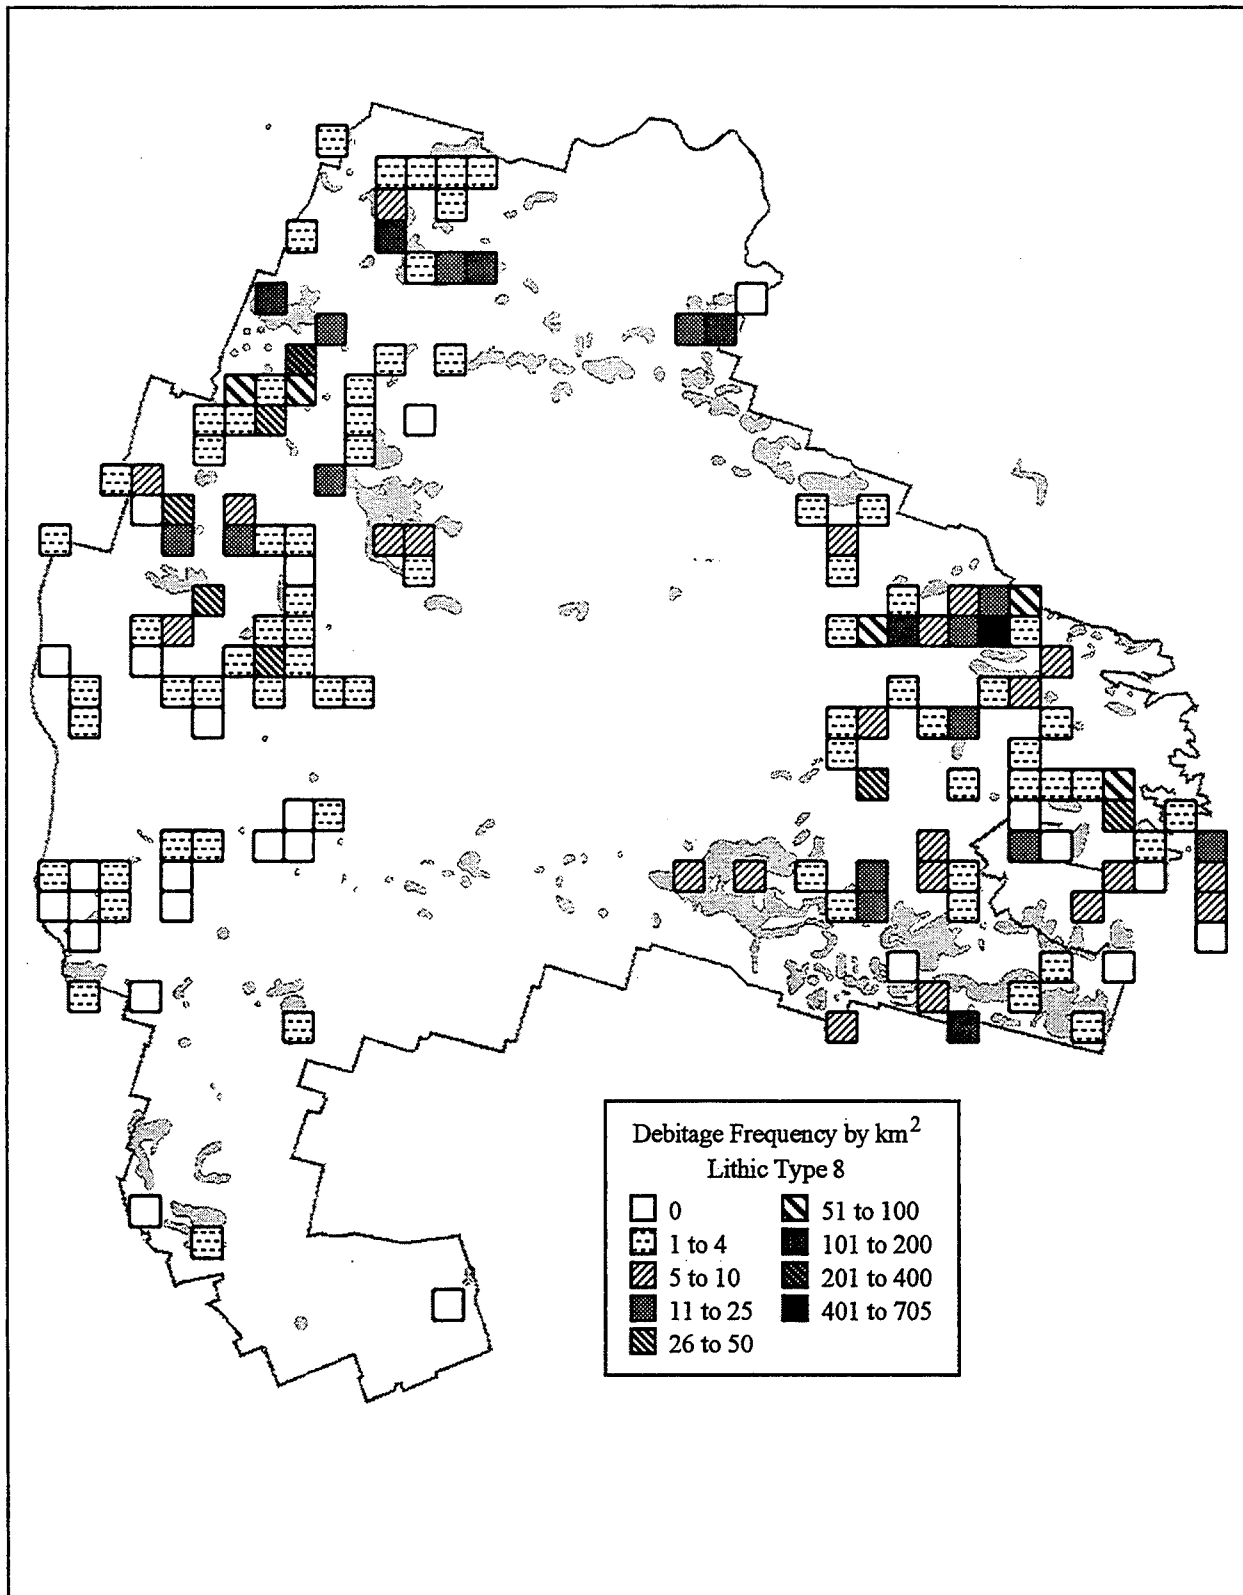 Debitage Frequency by km²
Lithic Type 8
0
1 to 4
5 to 10
11 to 25
26 to 50
51 to 100
101 to 200
201 to 400
401 to 705